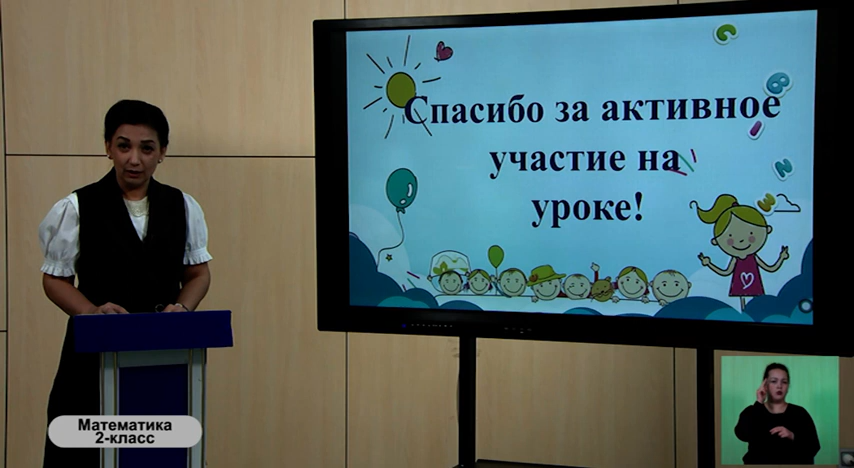 Спасибо за активное
участие на
уроке!
Математика
2-класс